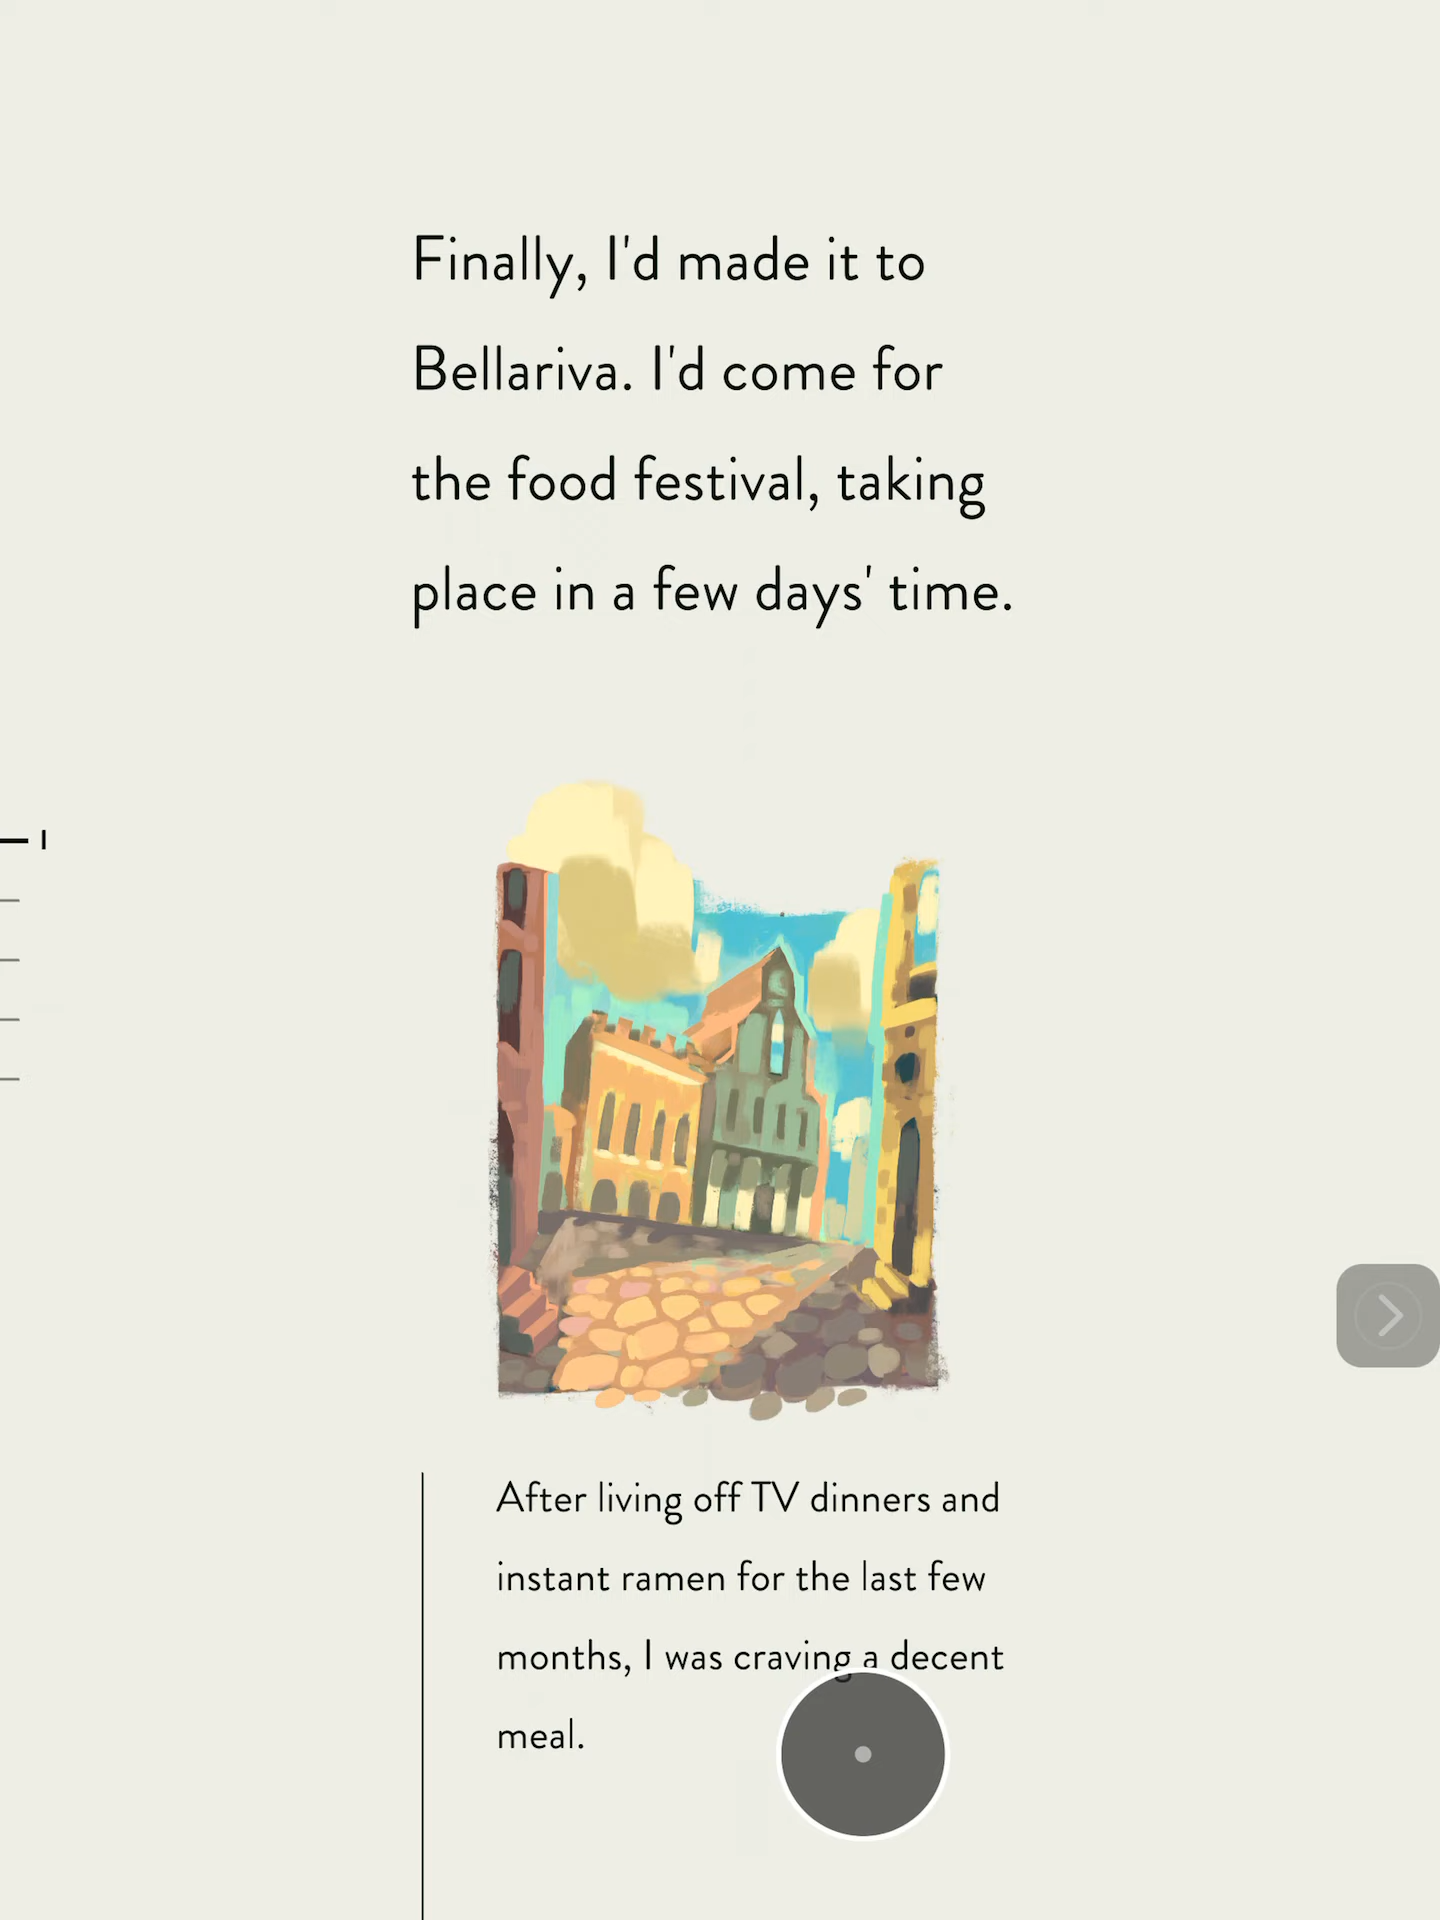 Finally, I'd made it to
Bellariva. I'd come for
the food festival, taking
place in a few days' time.
After living off TV dinners and
instant ramen for the last few
months, I was craving a decent
meal.